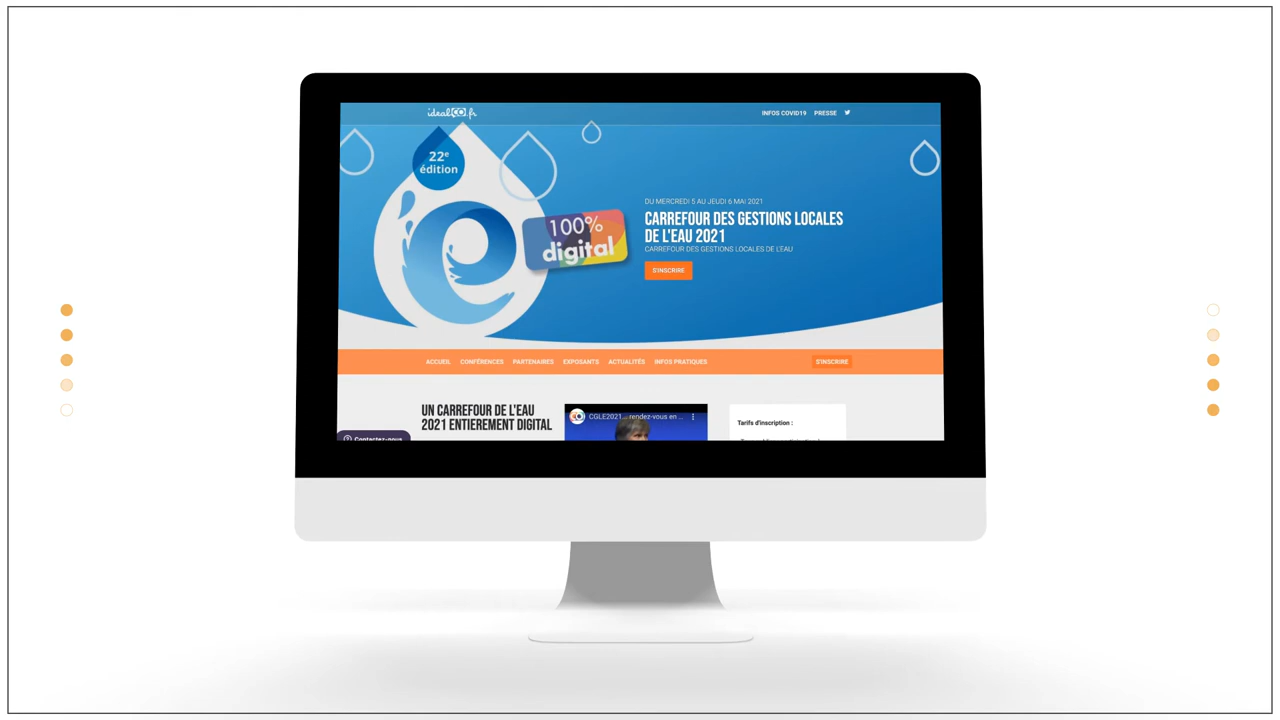 idealCO.fr
INFOS COVID19 PRESSE
22e
édition
100%
digital
DU MERCREDI 5 AU JEUDI 6 MAI 2021
CARREFOUR DES GESTIONS LOCALES
DE L'EAU 2021
CARREFOUR DES GESTIONS LOCALES DE L'EAU
S'INSCRIRE
ACCUEIL CONFÉRENCES PARTENAIRES EXPOSANTS ACTUALITÉS INFOS PRATIQUES S'INSCRIRE
UN CARREFOUR DE L'EAU
2021 ENTIEREMENT DIGITAL
CGLE2021... rendez-vous en ...
Tarifs d'inscription :
Contactez-nous